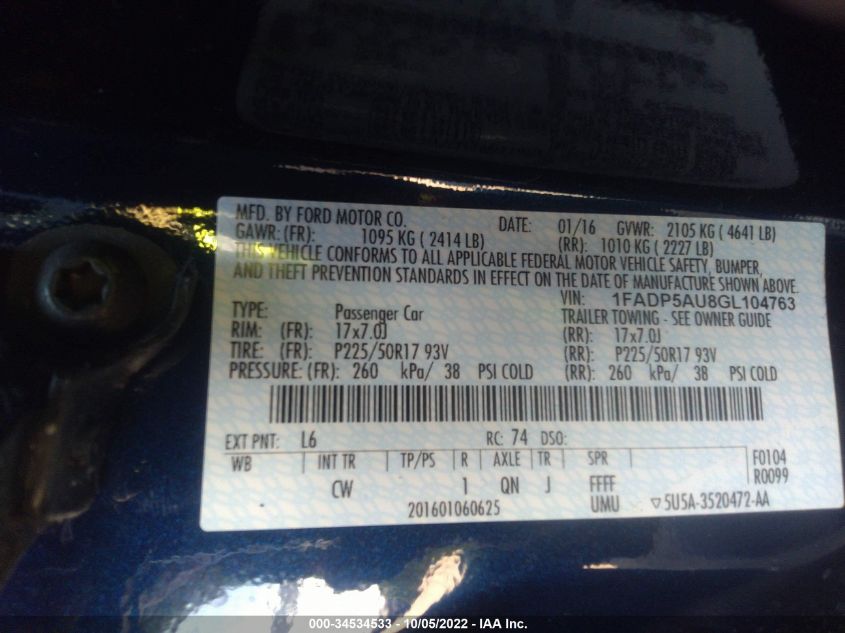 MFD. BY FORD MOTOR CO. DATE: 01/16 GVWR: 2105 KG ( 4641 LB)
GAWR: (FR): 1095 KG ( 2414 LB) (RR): 1010 KG ( 2227 LB)
THIS VEHICLE CONFORMS TO ALL APPLICABLE FEDERAL MOTOR VEHICLE SAFETY, BUMPER,
AND THEFT PREVENTION STANDARDS IN EFFECT ON THE DATE OF MANUFACTURE SHOWN ABOVE.
VIN: 1FADP5AU8GL104763
TYPE: Passenger Car TRAILER TOWING - SEE OWNER GUIDE
RIM: (FR): 17x7.0J (RR): 17x7.0J
TIRE: (FR): P225/50R17 93V (RR): P225/50R17 93V
PRESSURE: (FR): 260 kPa/ 38 PSI COLD (RR): 260 kPa/ 38 PSI COLD
EXT PNT: L6 RC: 74 DSO:
WB INT TR TP/PS R AXLE TR SPR F0104
CW 1 QN J FFFF R0099
201601060625 UMU ▽5U5A-3520472-AA
000-34534533 - 10/05/2022 - IAA Inc.